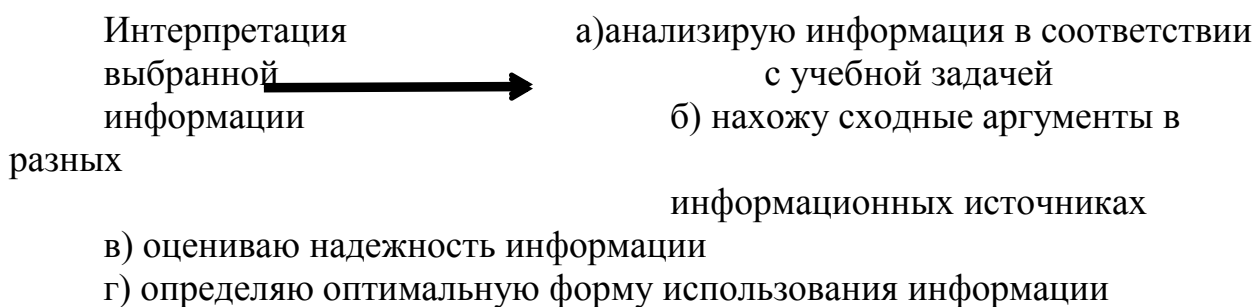 Интерпретация а)анализирую информация в соответствии
выбранной с учебной задачей
информации б) нахожу сходные аргументы в
разных
информационных источниках
в) оцениваю надежность информации
г) определяю оптимальную форму использования информации